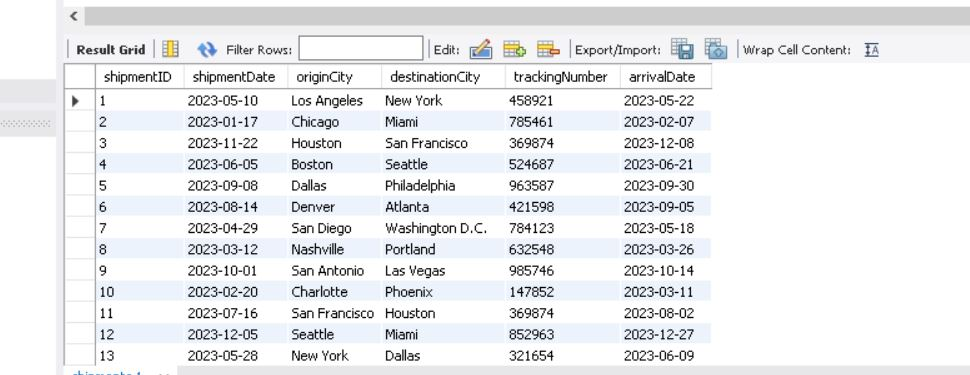 Result Grid Filter Rows: Edit: Export/Import: Wrap Cell Content:
shipmentID shipmentDate originCity destinationCity trackingNumber arrivalDate
1 2023-05-10 Los Angeles New York 458921 2023-05-22
2 2023-01-17 Chicago Miami 785461 2023-02-07
3 2023-11-22 Houston San Francisco 369874 2023-12-08
4 2023-06-05 Boston Seattle 524687 2023-06-21
5 2023-09-08 Dallas Philadelphia 963587 2023-09-30
6 2023-08-14 Denver Atlanta 421598 2023-09-05
7 2023-04-29 San Diego Washington D.C. 784123 2023-05-18
8 2023-03-12 Nashville Portland 632548 2023-03-26
9 2023-10-01 San Antonio Las Vegas 985746 2023-10-14
10 2023-02-20 Charlotte Phoenix 147852 2023-03-11
11 2023-07-16 San Francisco Houston 369874 2023-08-02
12 2023-12-05 Seattle Miami 852963 2023-12-27
13 2023-05-28 New York Dallas 321654 2023-06-09